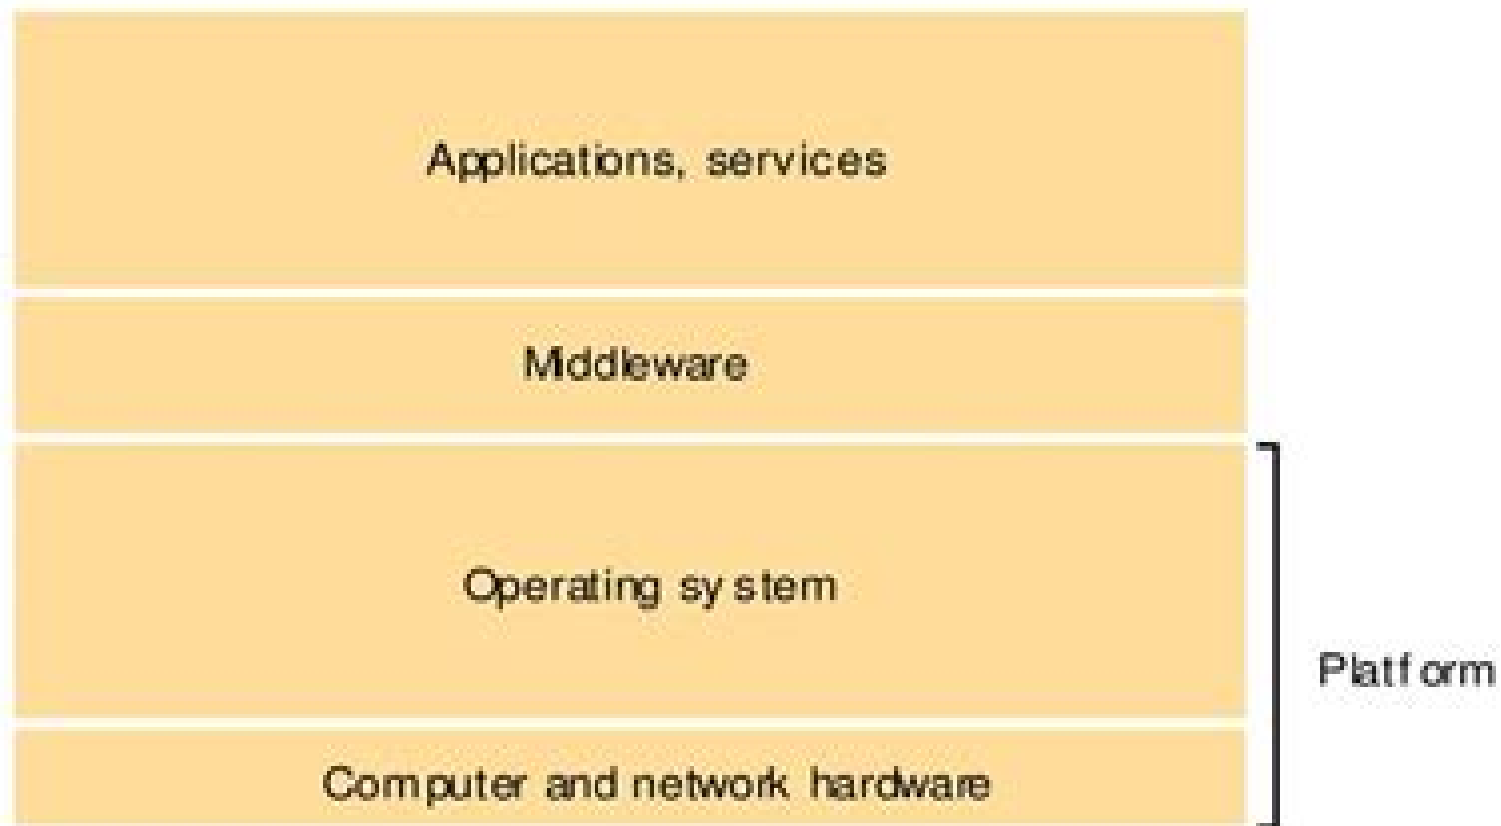 Applications, services
Middleware
Operating system
Platform
Computer and network hardware